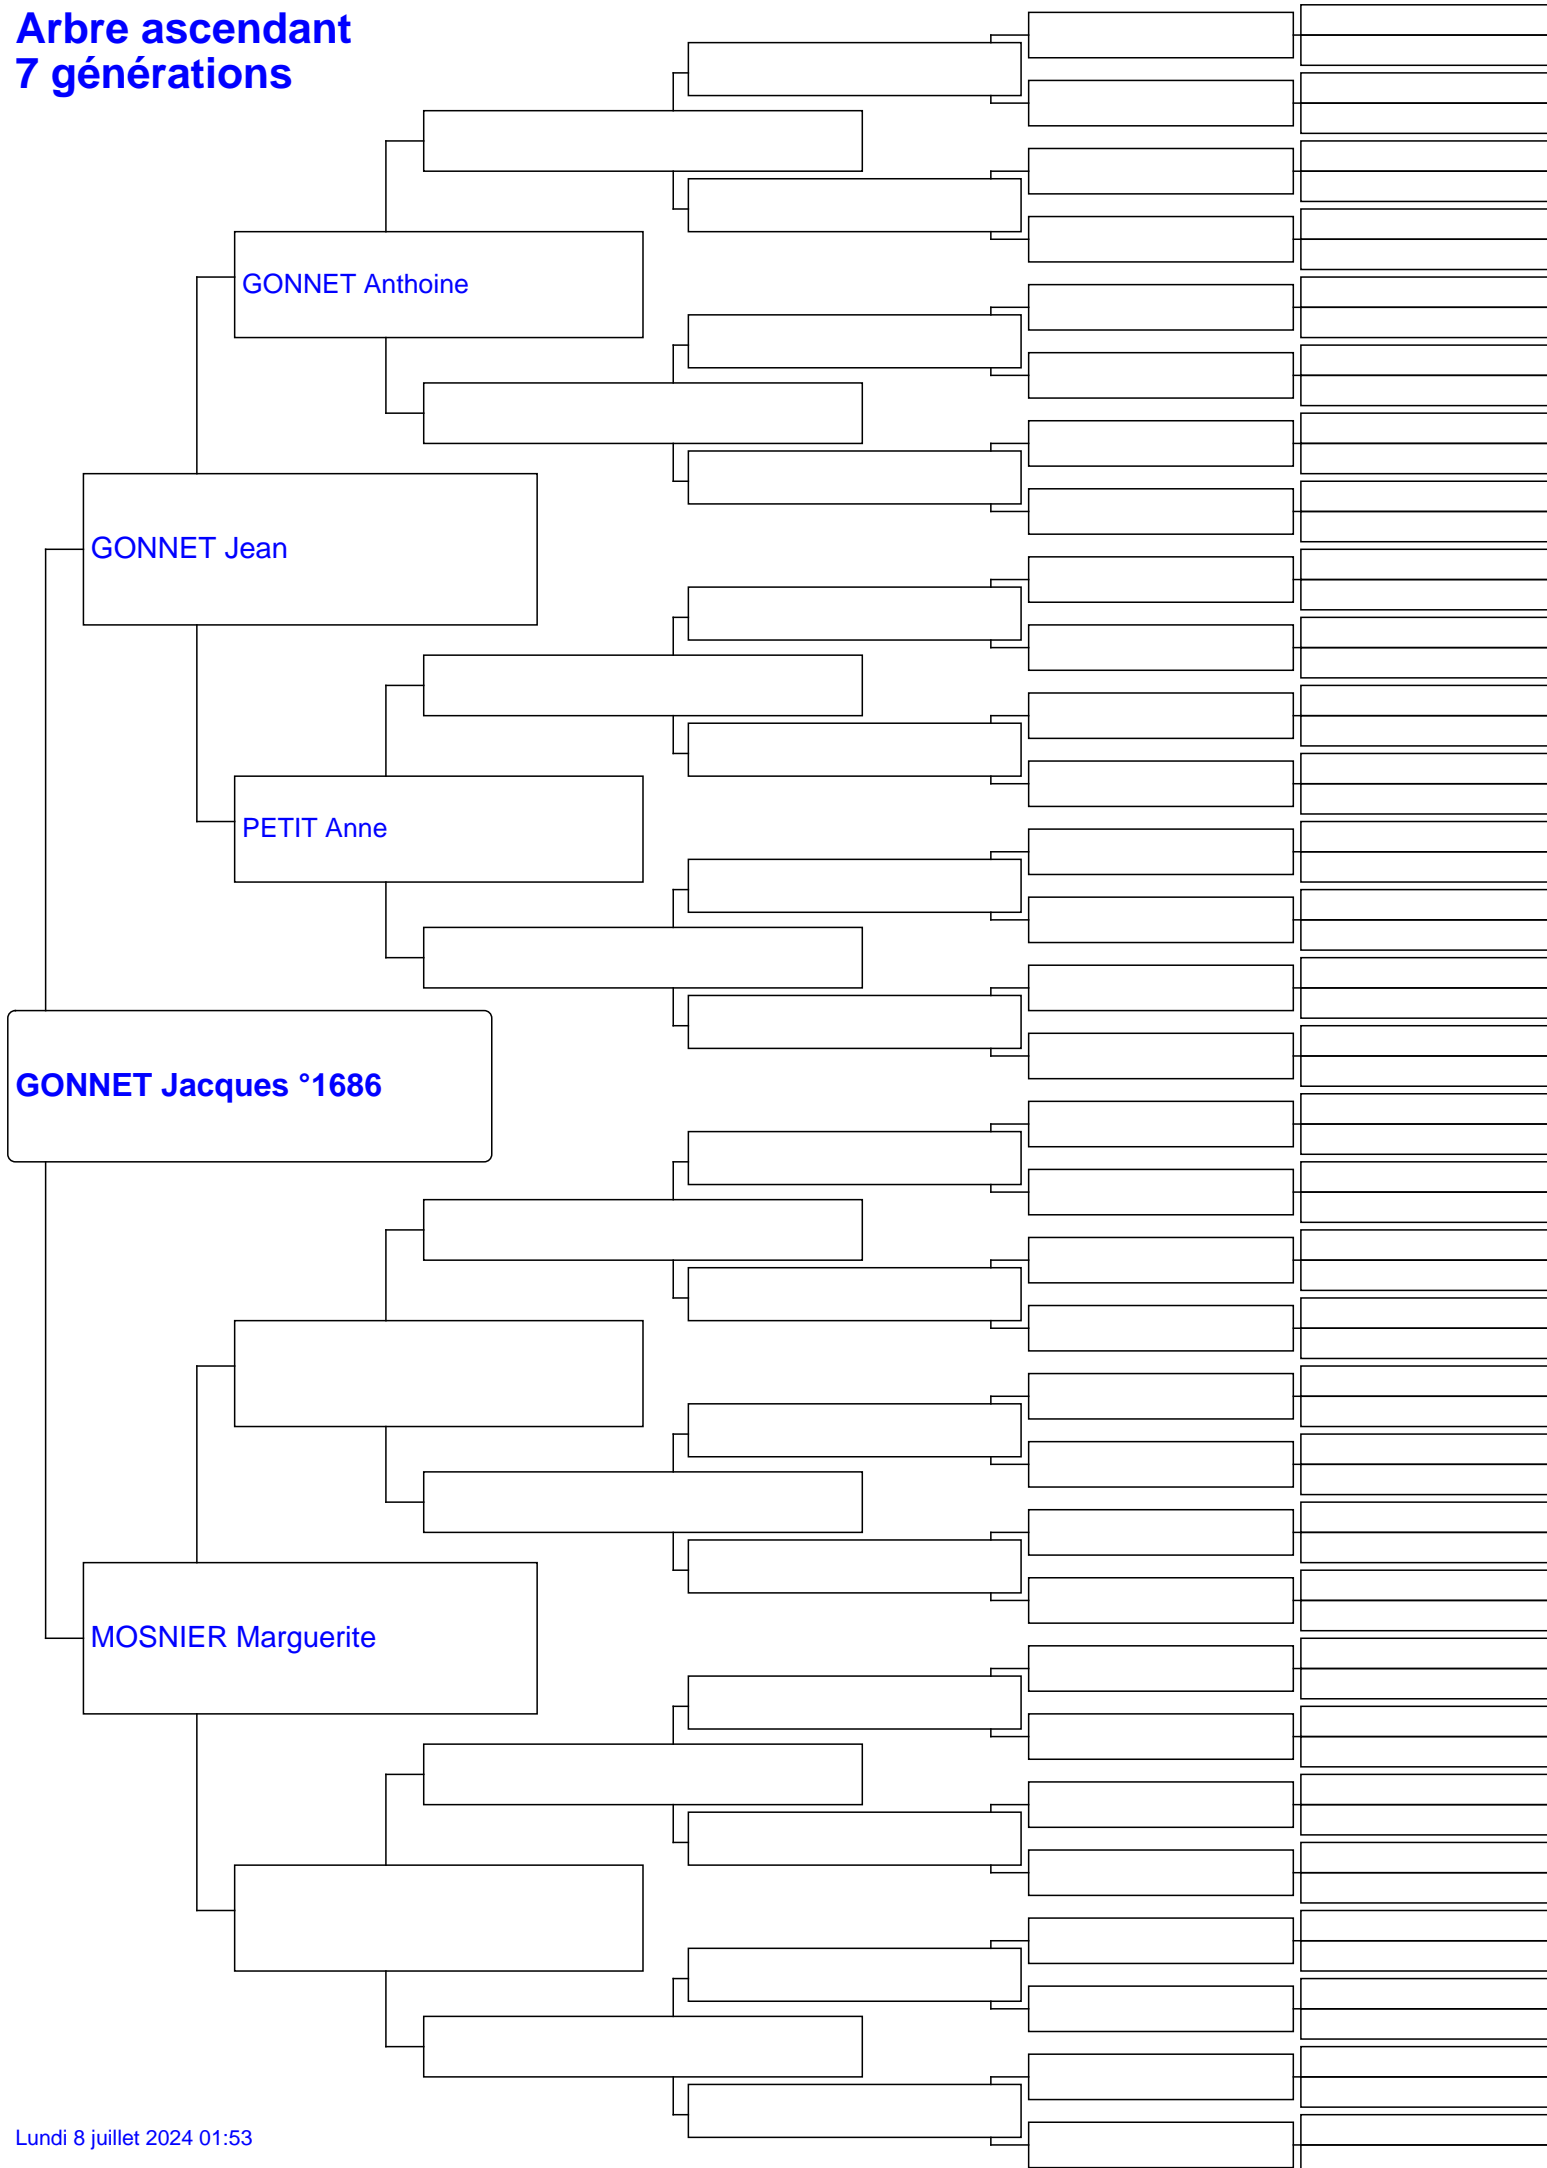 Arbre ascendant
7 générations
GONNET Anthoine
GONNET Jean
PETIT Anne
GONNET Jacques °1686
MOSNIER Marguerite
Lundi 8 juillet 2024 01:53